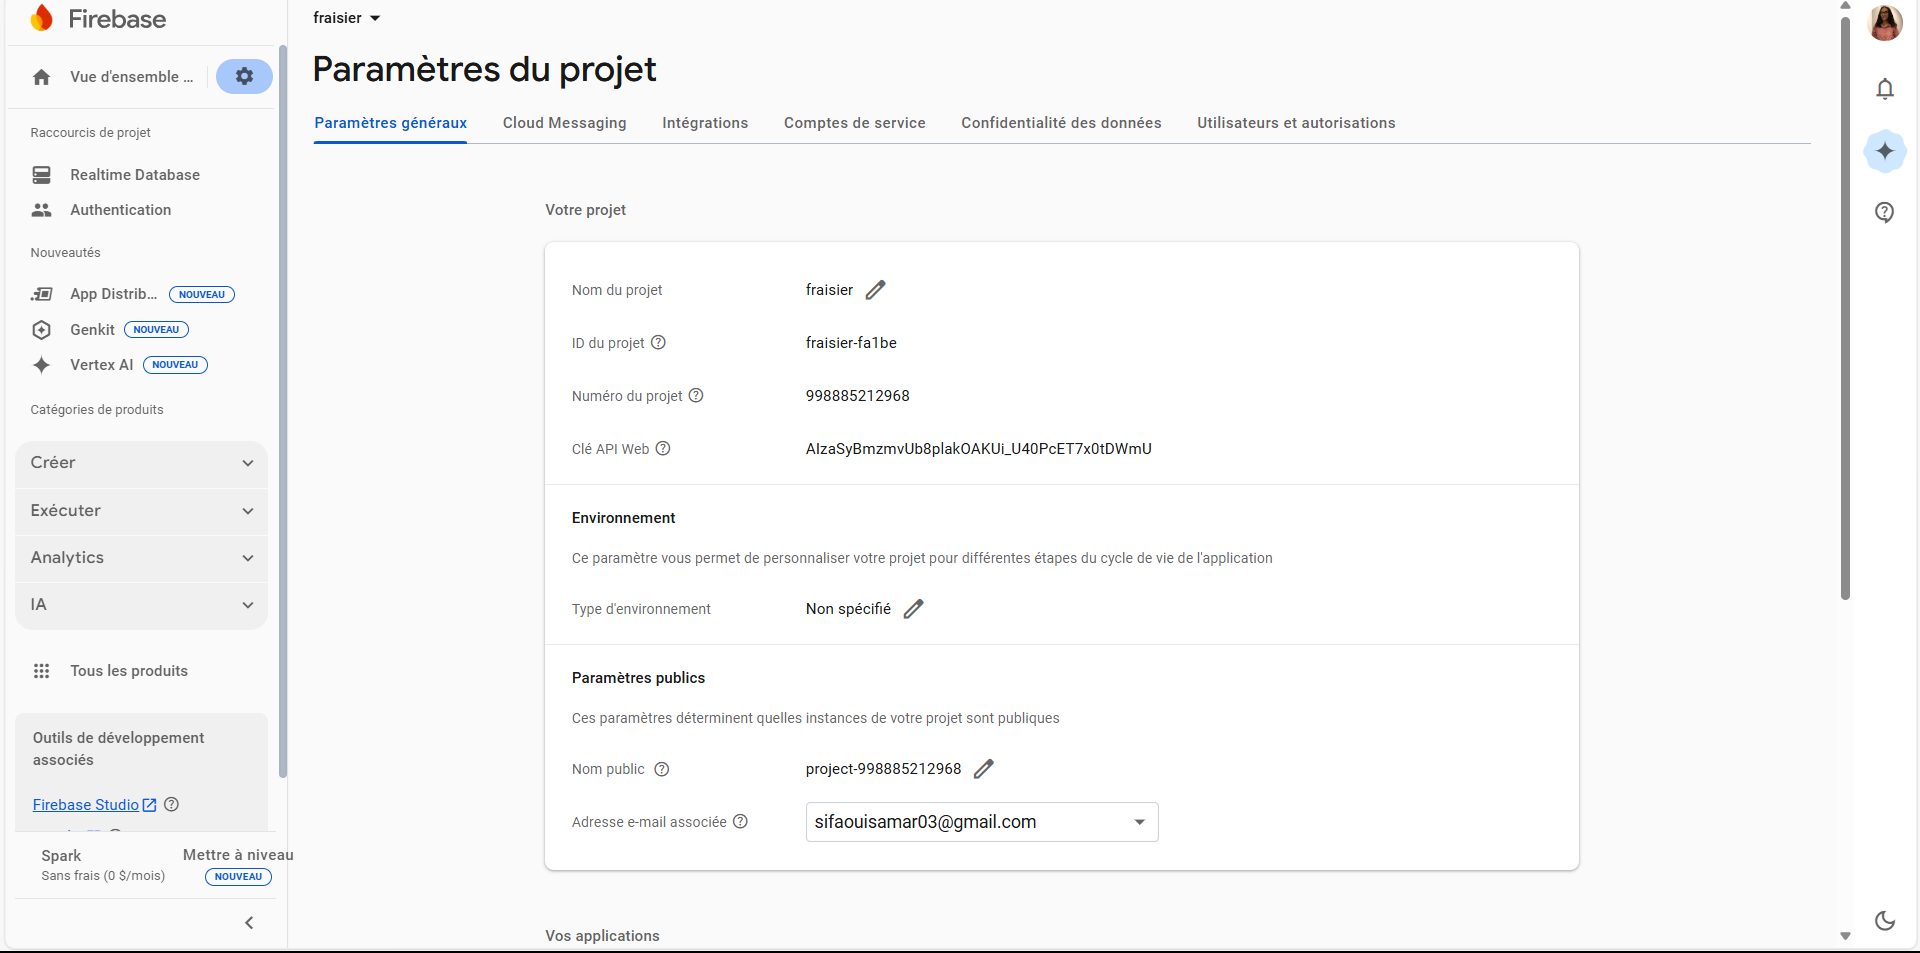 Firebase
Vue d'ensemble ...
Raccourcis de projet
Realtime Database
Authentication
Nouveautés
App Distrib... NOUVEAU
Genkit NOUVEAU
Vertex AI NOUVEAU
Catégories de produits
Créer
Exécuter
Analytics
IA
Tous les produits
Outils de développement
associés
Firebase Studio
Spark
Sans frais (0 $/mois)
Mettre à niveau
NOUVEAU
fraisier
Paramètres du projet
Paramètres généraux Cloud Messaging Intégrations Comptes de service Confidentialité des données Utilisateurs et autorisations
Votre projet
Nom du projet fraisier
ID du projet fraisier-fa1be
Numéro du projet 998885212968
Clé API Web AIzaSyBmzmvUb8plakOAKUi_U40PcET7x0tDWmU
Environnement
Ce paramètre vous permet de personnaliser votre projet pour différentes étapes du cycle de vie de l'application
Type d'environnement Non spécifié
Paramètres publics
Ces paramètres déterminent quelles instances de votre projet sont publiques
Nom public project-998885212968
Adresse e-mail associée sifaouisamar03@gmail.com
Vos applications